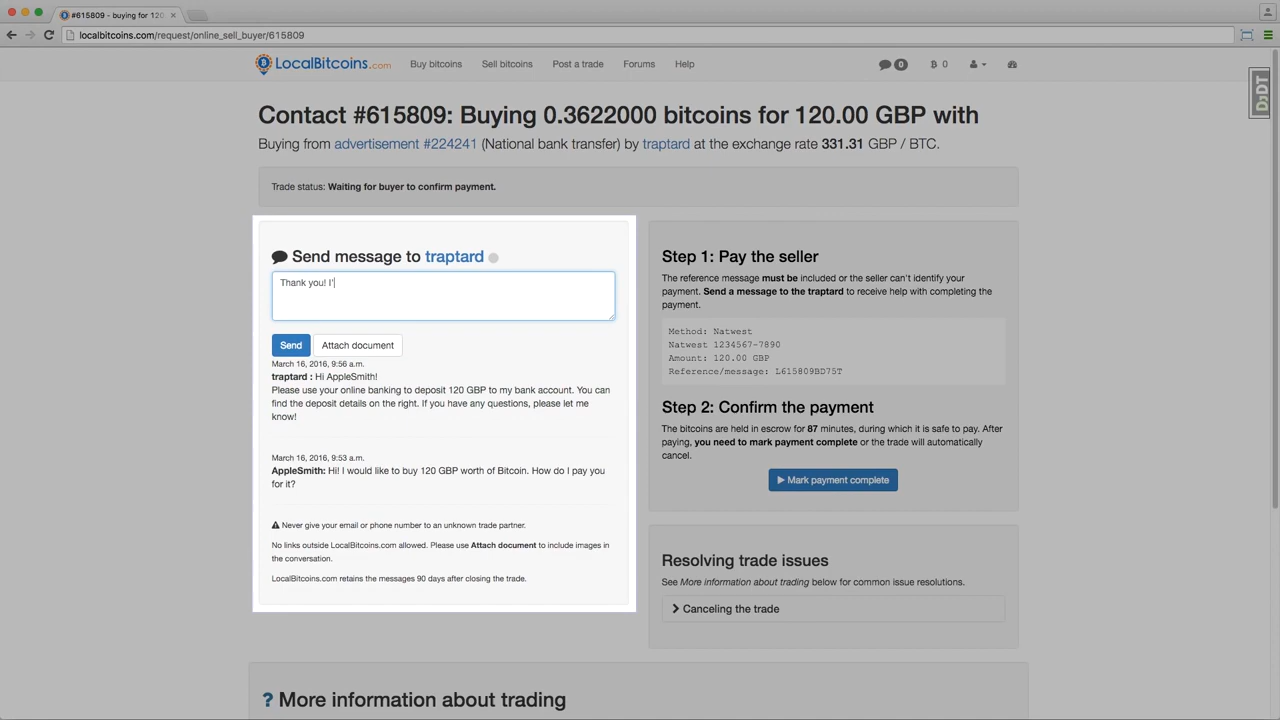 #615809 - buying for 120.
localbitcoins.com/request/online_sell_buyer/615809
LocalBitcoins.com Buy bitcoins Sell bitcoins Post a trade Forums Help 0 0
DjDT
Contact #615809: Buying 0.3622000 bitcoins for 120.00 GBP with
Buying from advertisement #224241 (National bank transfer) by traptard at the exchange rate 331.31 GBP / BTC.
Trade status: Waiting for buyer to confirm payment.
Send message to traptard
Thank you! I'
Send Attach document
March 16, 2016, 9:56 a.m.
traptard : Hi AppleSmith!
Please use your online banking to deposit 120 GBP to my bank account. You can
find the deposit details on the right. If you have any questions, please let me
know!
March 16, 2016, 9:53 a.m.
AppleSmith: Hi! I would like to buy 120 GBP worth of Bitcoin. How do I pay you
for it?
Never give your email or phone number to an unknown trade partner.
No links outside LocalBitcoins.com allowed. Please use Attach document to include images in
the conversation.
LocalBitcoins.com retains the messages 90 days after closing the trade.
Step 1: Pay the seller
The reference message must be included or the seller can't identify your
payment. Send a message to the traptard to receive help with completing the
payment.
Method: Natwest
Natwest 1234567-7890
Amount: 120.00 GBP
Reference/message: L615809BD75T
Step 2: Confirm the payment
The bitcoins are held in escrow for 87 minutes, during which it is safe to pay. After
paying, you need to mark payment complete or the trade will automatically
cancel.
Mark payment complete
Resolving trade issues
See More information about trading below for common issue resolutions.
Canceling the trade
? More information about trading